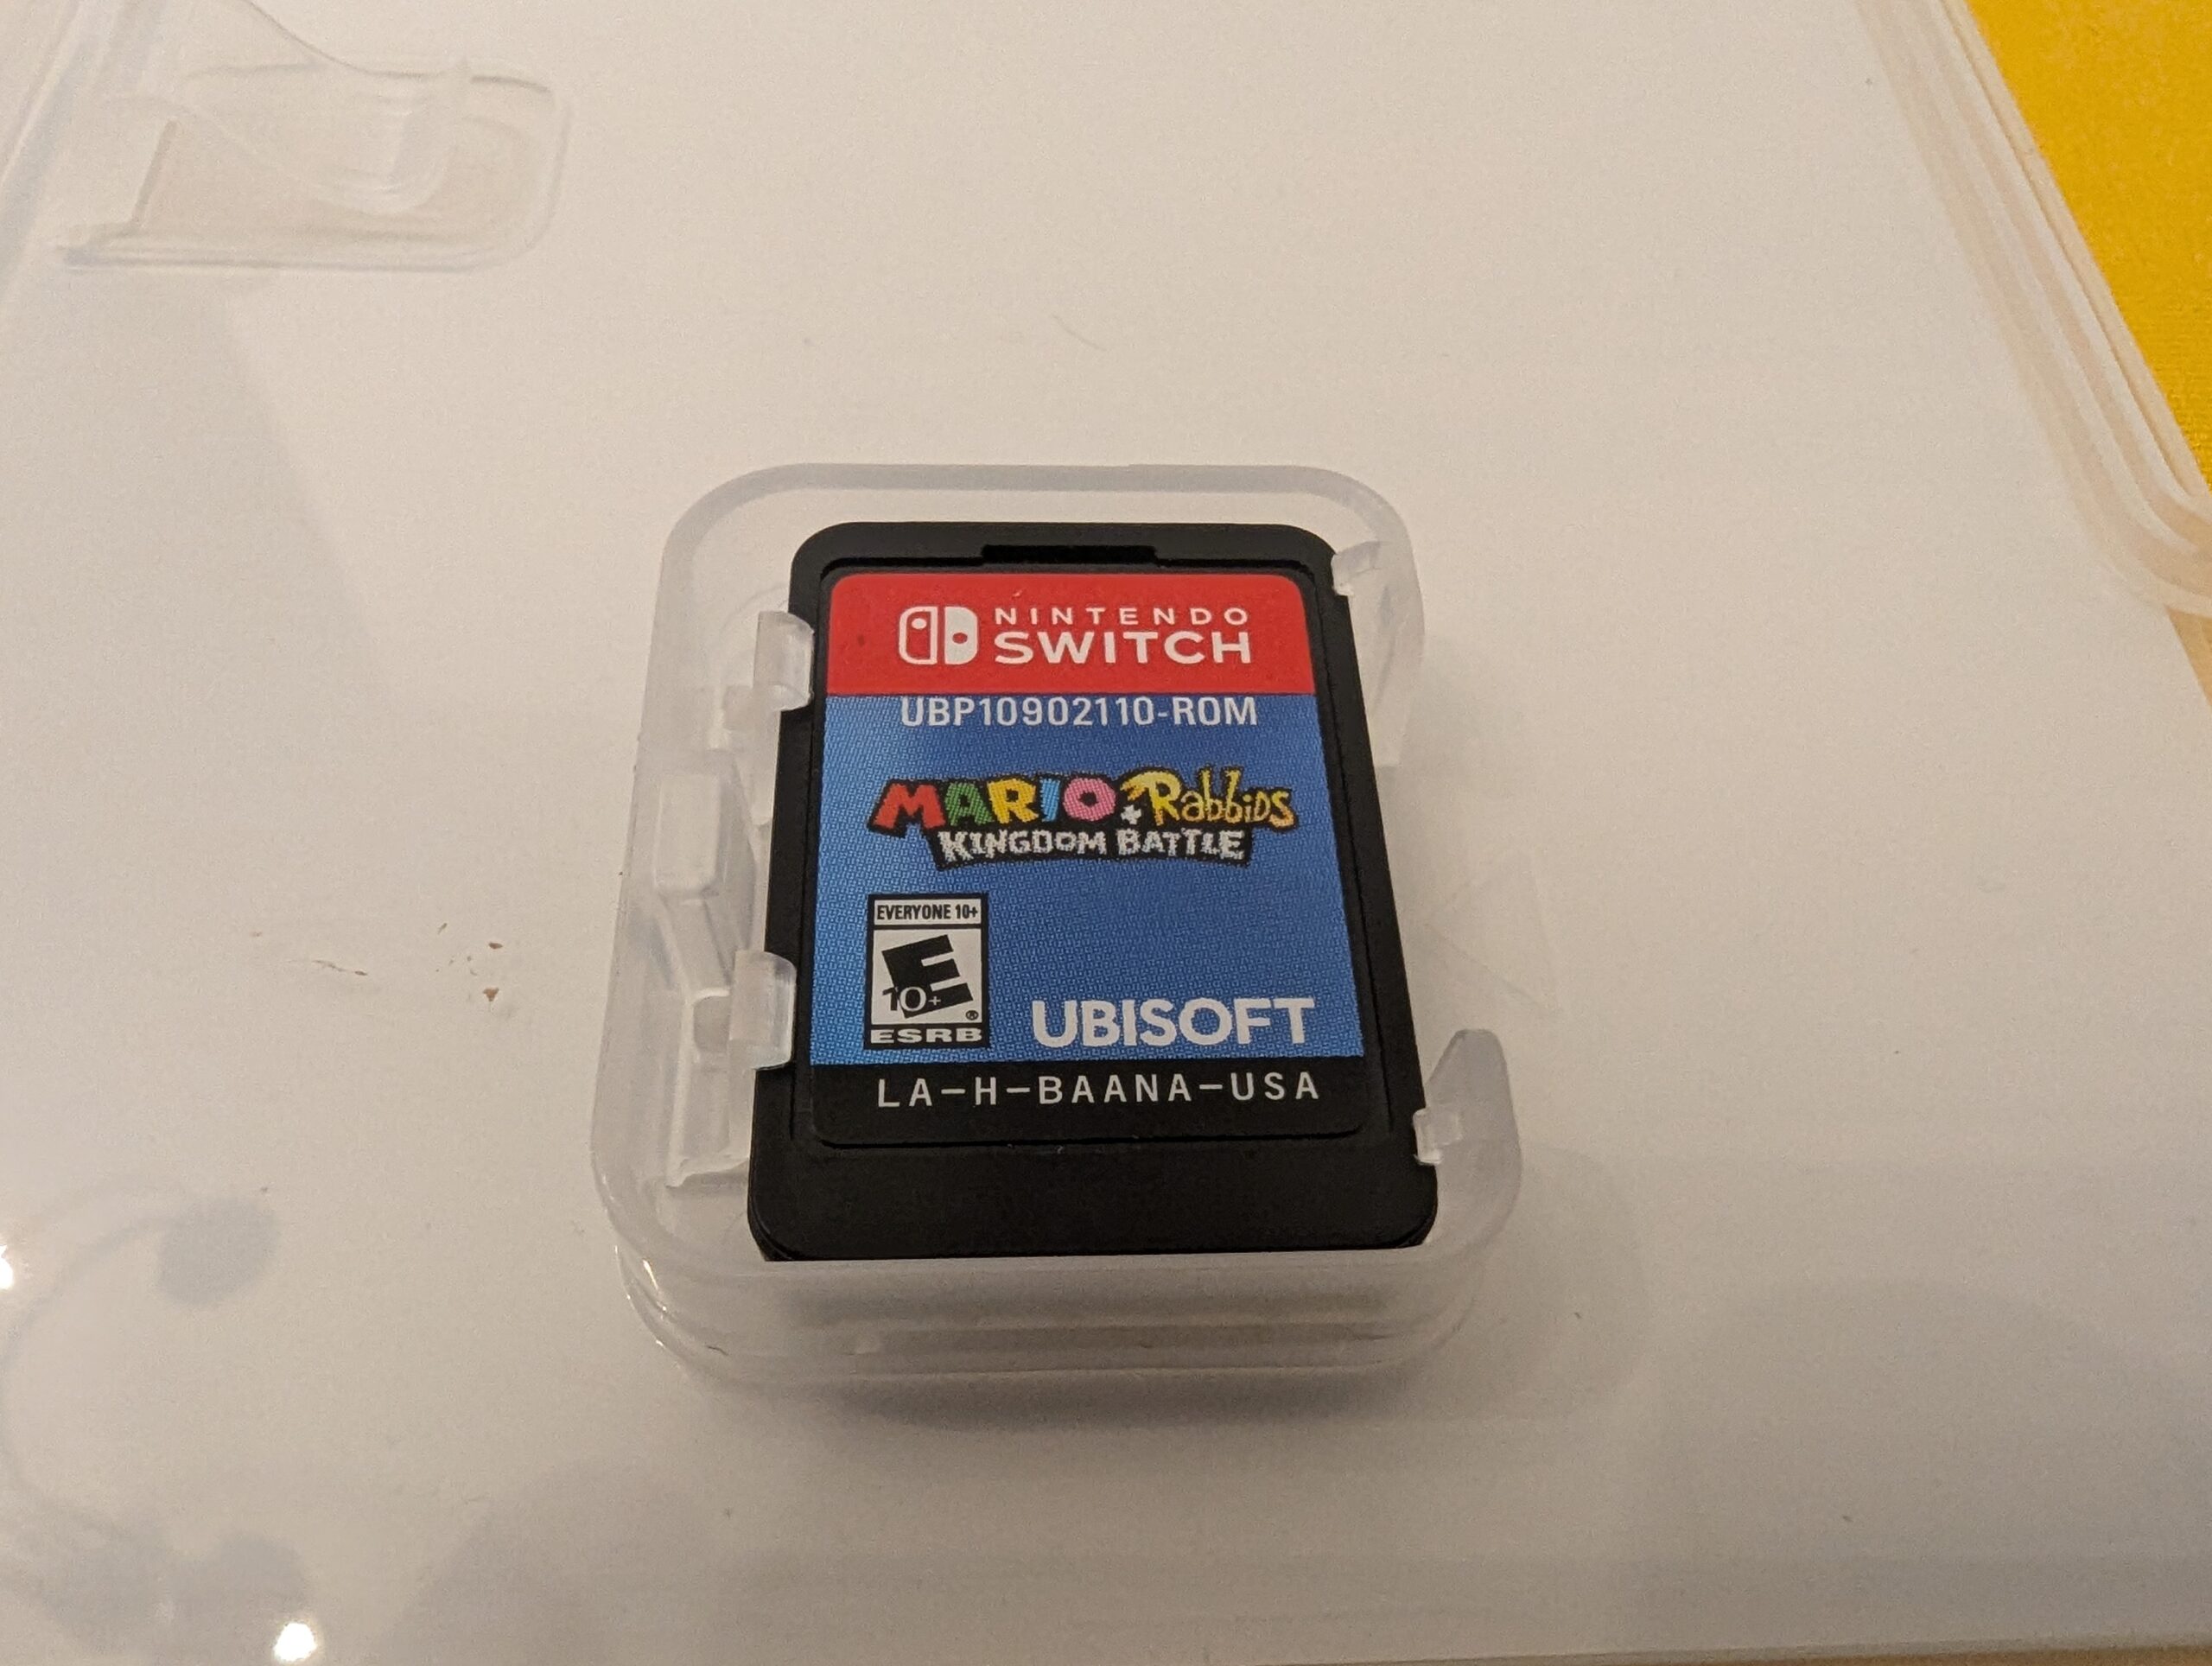 NINTENDO
SWITCH
UBP10902110-ROM
MARIO + Rabbids
KINGDOM BATTLE
EVERYONE 10+
E
10+
®
ESRB
UBISOFT
LA-H-BAANA-USA